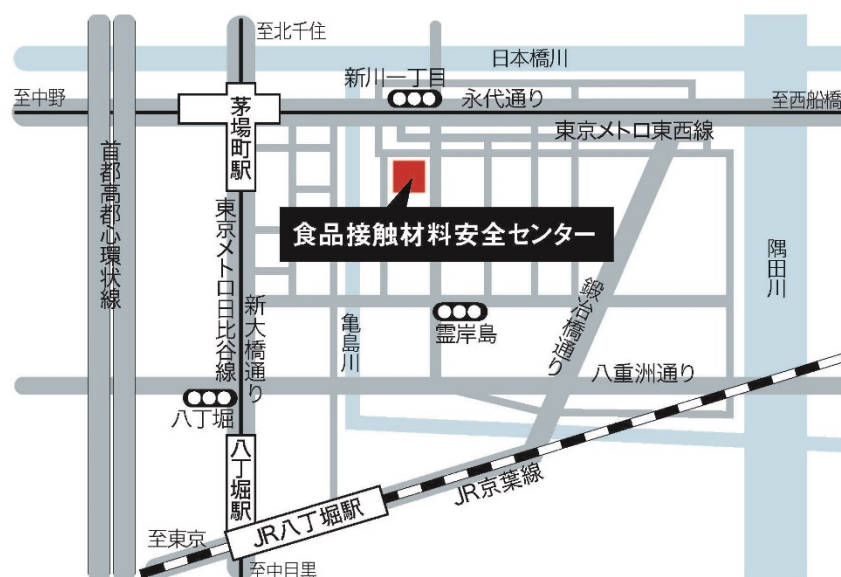 至北千住
日本橋川
新川一丁目
至中野
永代通り
至西船橋
茅場町駅
東京メトロ東西線
首都高都心環状線
食品接触材料安全センター
東京メトロ日比谷線
新大橋通り
亀島川
霊岸島
鍛冶橋通り
隅田川
八重洲通り
八丁堀
八丁堀駅
JR八丁堀駅
JR京葉線
至東京
至中目黒